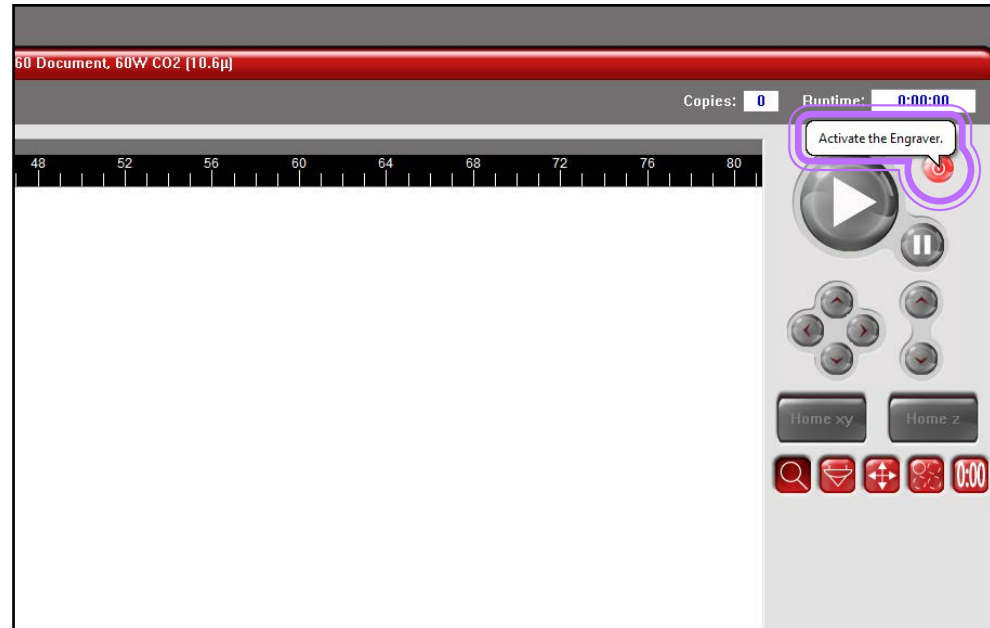 60 Document, 60W CO2 (10.6µ)
Copies: 0 Runtime: 0:00:00
Activate the Engraver.
48 52 56 60 64 68 72 76 80
Home xy Home z
0:00